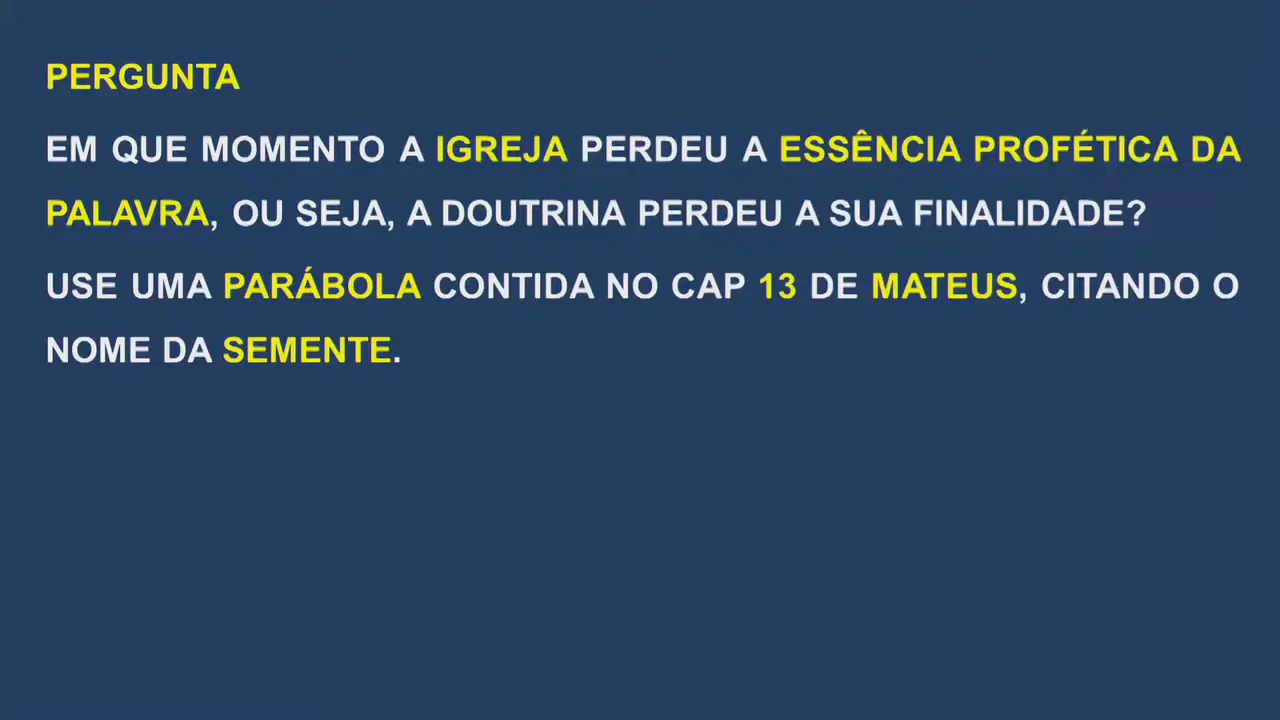 PERGUNTA
EM QUE MOMENTO A IGREJA PERDEU A ESSÊNCIA PROFÉTICA DA
PALAVRA, OU SEJA, A DOUTRINA PERDEU A SUA FINALIDADE?
USE UMA PARÁBOLA CONTIDA NO CAP 13 DE MATEUS, CITANDO O
NOME DA SEMENTE.